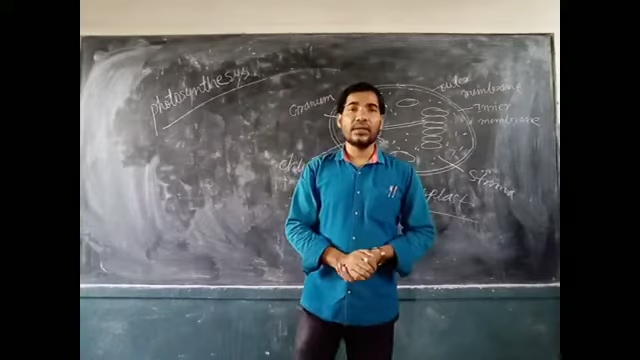 photosynthesys
Granum
outer
membrane
Inner
membrane
Stroma